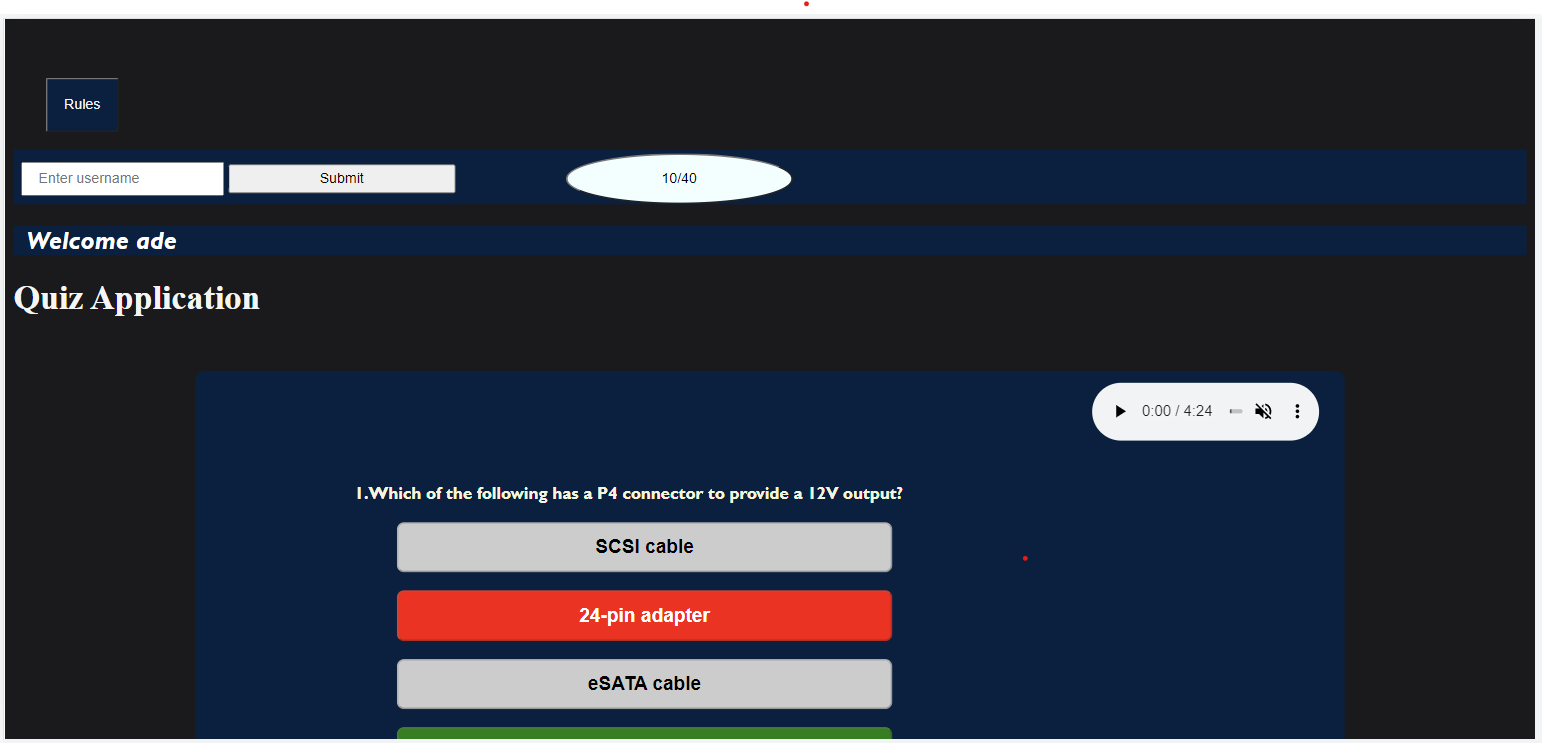 Rules
Enter username Submit 10/40
Welcome ade
Quiz Application
0:00 / 4:24
1.Which of the following has a P4 connector to provide a 12V output?
SCSI cable
24-pin adapter
eSATA cable